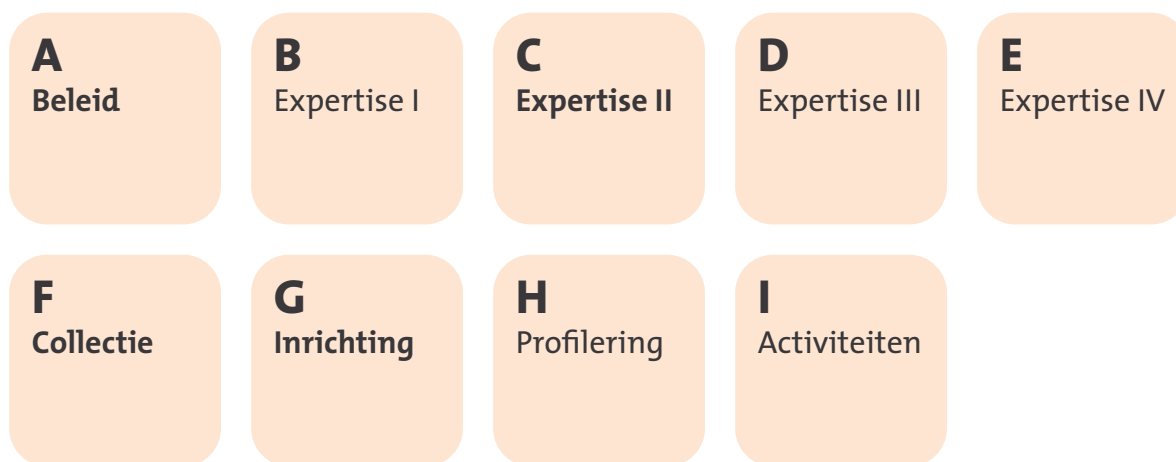 A
Beleid
B
Expertise I
C
Expertise II
D
Expertise III
E
Expertise IV
F
Collectie
G
Inrichting
H
Profilering
I
Activiteiten